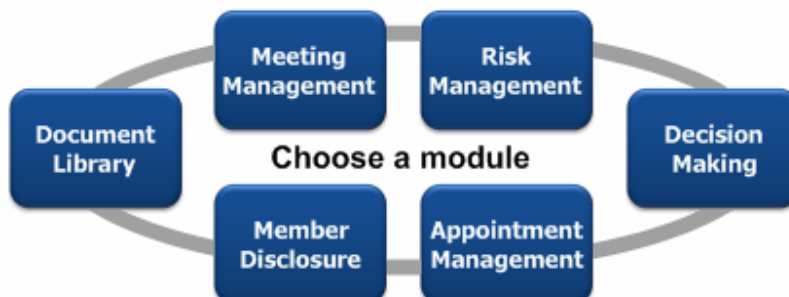 Meeting
Management
Risk
Management
Document
Library
Choose a module
Decision
Making
Member
Disclosure
Appointment
Management